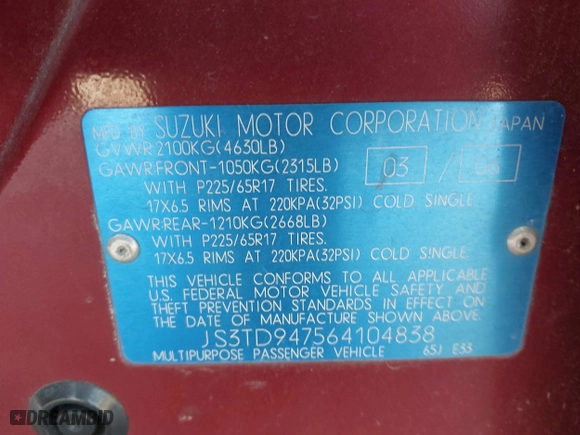 MFD BY SUZUKI MOTOR CORPORATION JAPAN
GVWR:2100KG(4630LB)
GAWR:FRONT-1050KG(2315LB) 03 / 06
WITH P225/65R17 TIRES.
17X6.5 RIMS AT 220KPA(32PSI) COLD SINGLE.
GAWR:REAR-1210KG(2668LB)
WITH P225/65R17 TIRES.
17X6.5 RIMS AT 220KPA(32PSI) COLD SINGLE.
THIS VEHICLE CONFORMS TO ALL APPLICABLE
U.S. FEDERAL MOTOR VEHICLE SAFETY AND
THEFT PREVENTION STANDARDS IN EFFECT ON
THE DATE OF MANUFACTURE SHOWN ABOVE.
JS3TD947564104838
MULTIPURPOSE PASSENGER VEHICLE 6SJ E33
DREAMBID